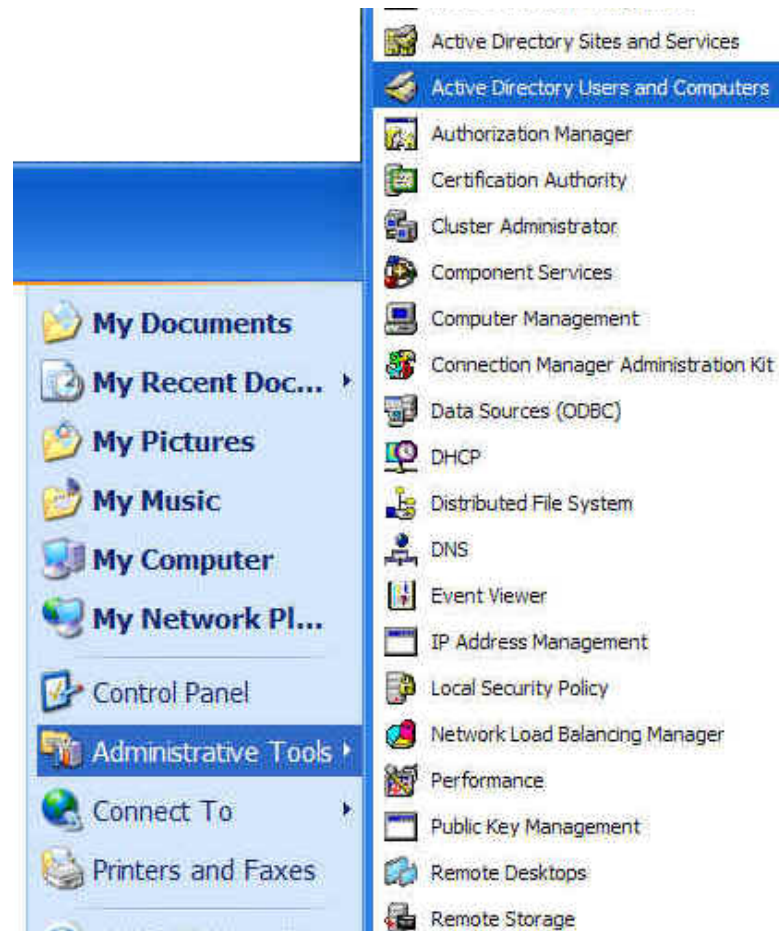 Active Directory Sites and Services
Active Directory Users and Computers
Authorization Manager
Certification Authority
Cluster Administrator
Component Services
Computer Management
Connection Manager Administration Kit
Data Sources (ODBC)
DHCP
Distributed File System
DNS
Event Viewer
IP Address Management
Local Security Policy
Network Load Balancing Manager
Performance
Public Key Management
Remote Desktops
Remote Storage
My Documents
My Recent Doc...
My Pictures
My Music
My Computer
My Network Pl...
Control Panel
Administrative Tools
Connect To
Printers and Faxes